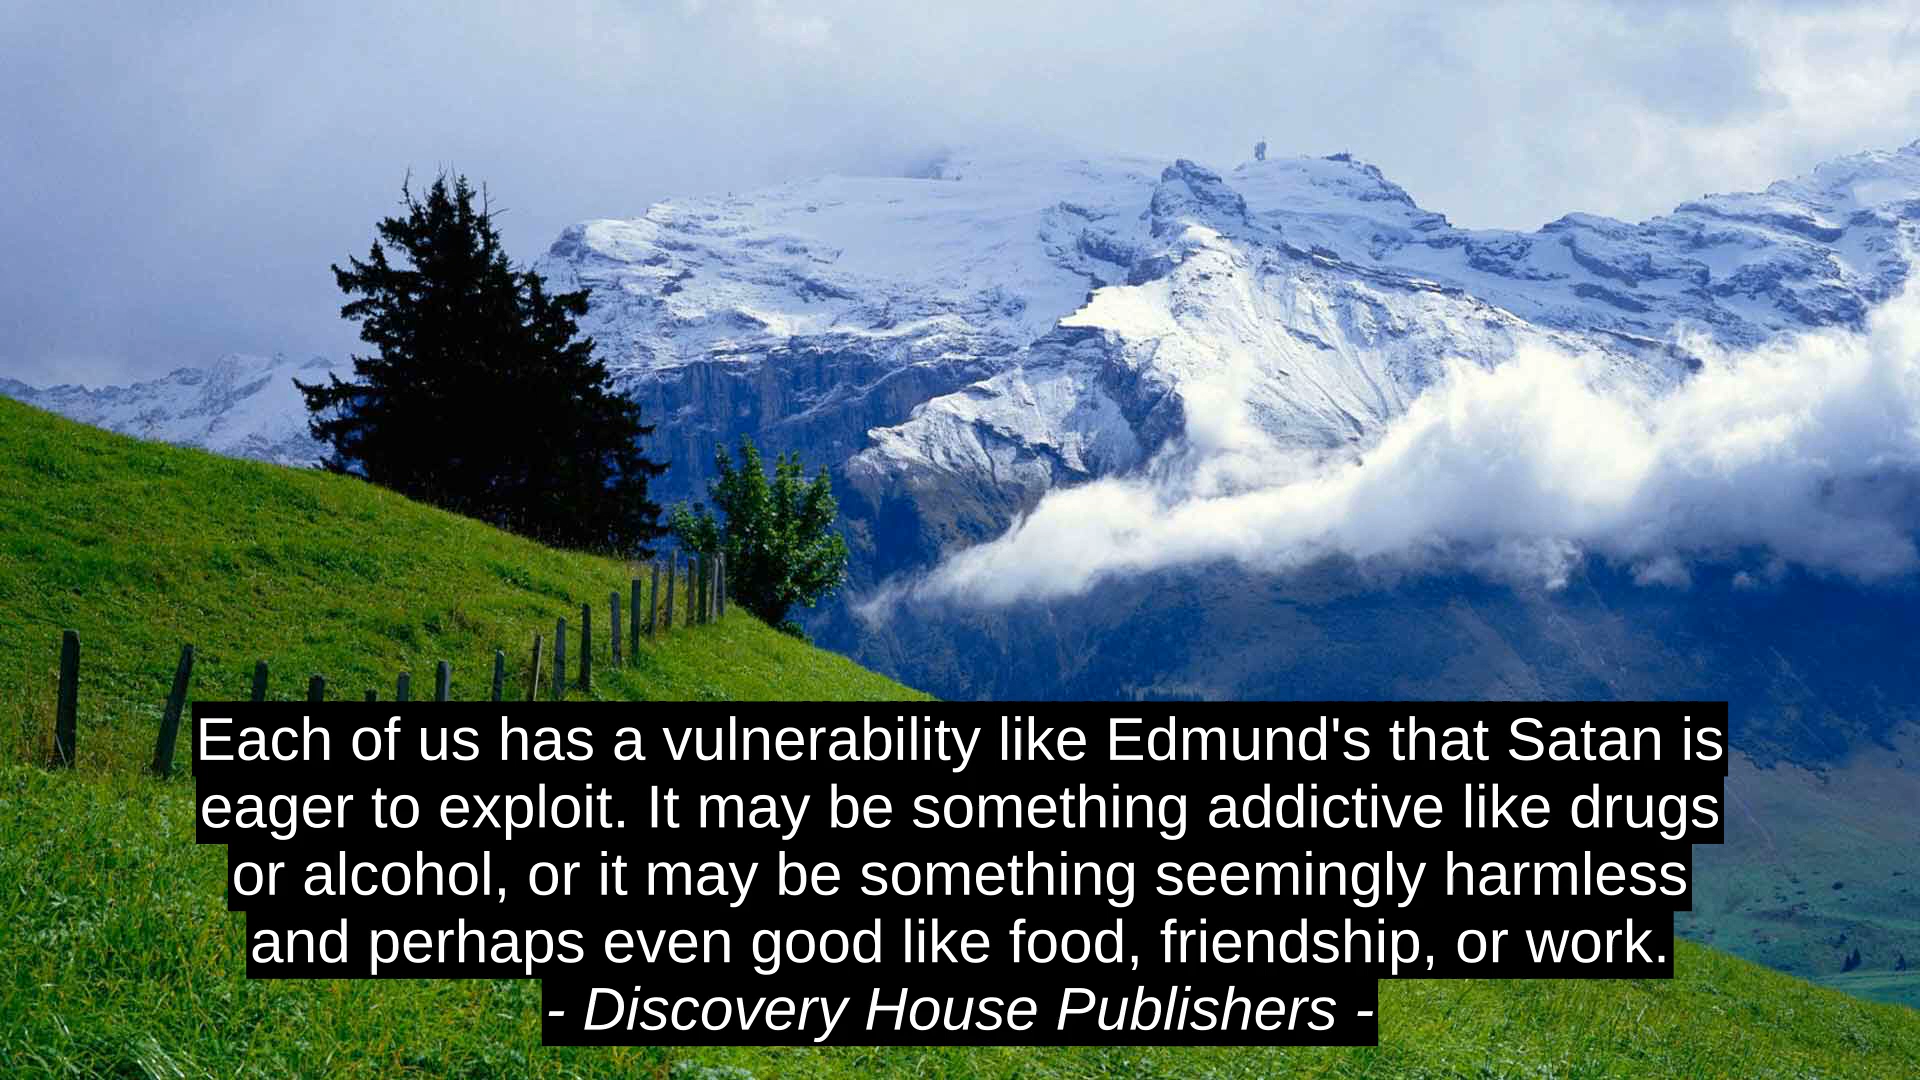 Each of us has a vulnerability like Edmund's that Satan is
eager to exploit. It may be something addictive like drugs
or alcohol, or it may be something seemingly harmless
and perhaps even good like food, friendship, or work.
- Discovery House Publishers -